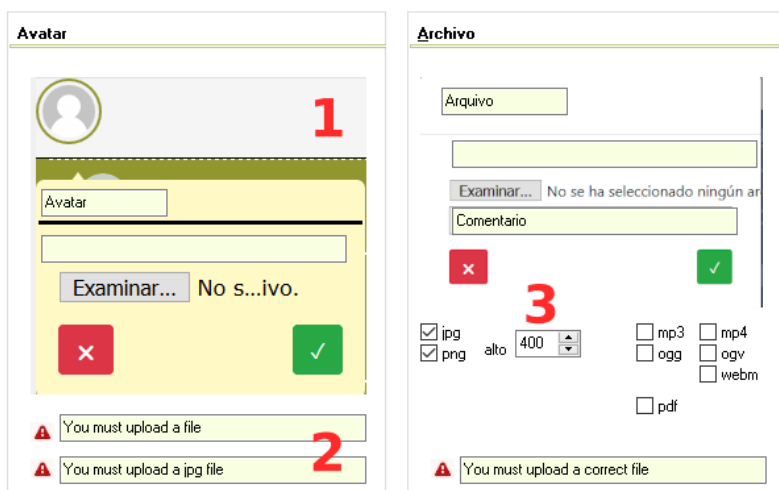 Avatar
1
Avatar
Examinar... No s...ivo.
You must upload a file
You must upload a jpg file
2
Archivo
Arquivo
Examinar... No se ha seleccionado ningún ar
Comentario
3
jpg
png
alto 400
mp3 mp4
ogg ogv
webm
pdf
You must upload a correct file